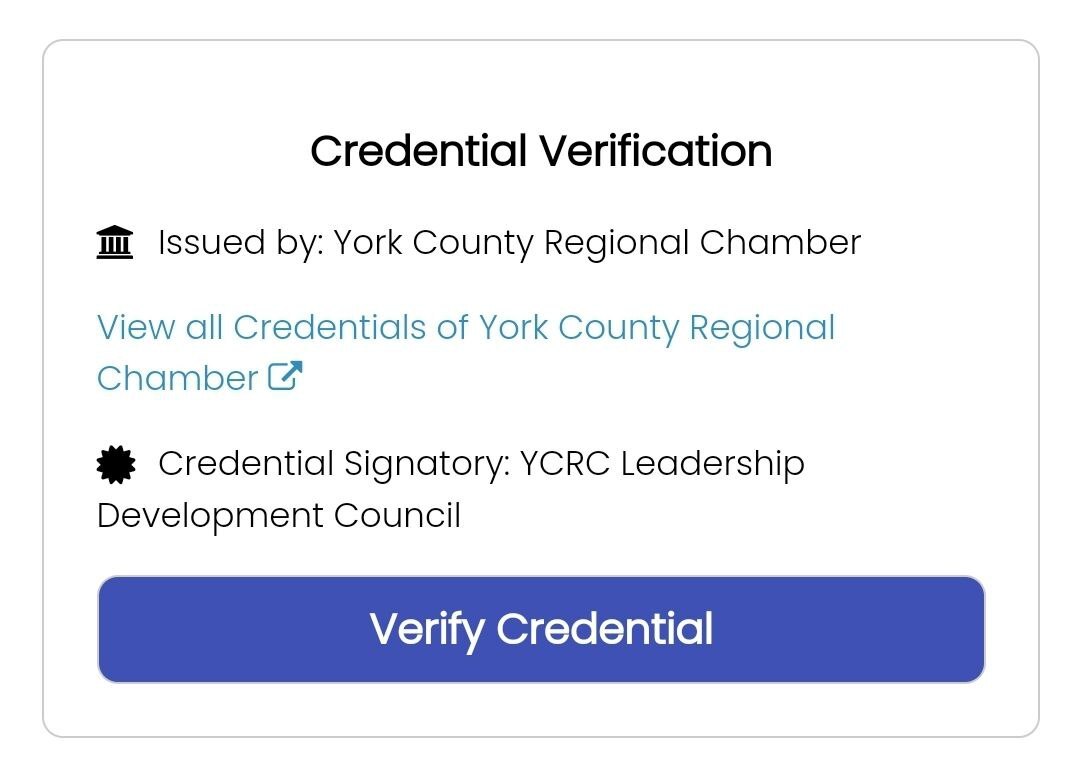 Credential Verification
Issued by: York County Regional Chamber
View all Credentials of York County Regional
Chamber
Credential Signatory: YCRC Leadership
Development Council
Verify Credential